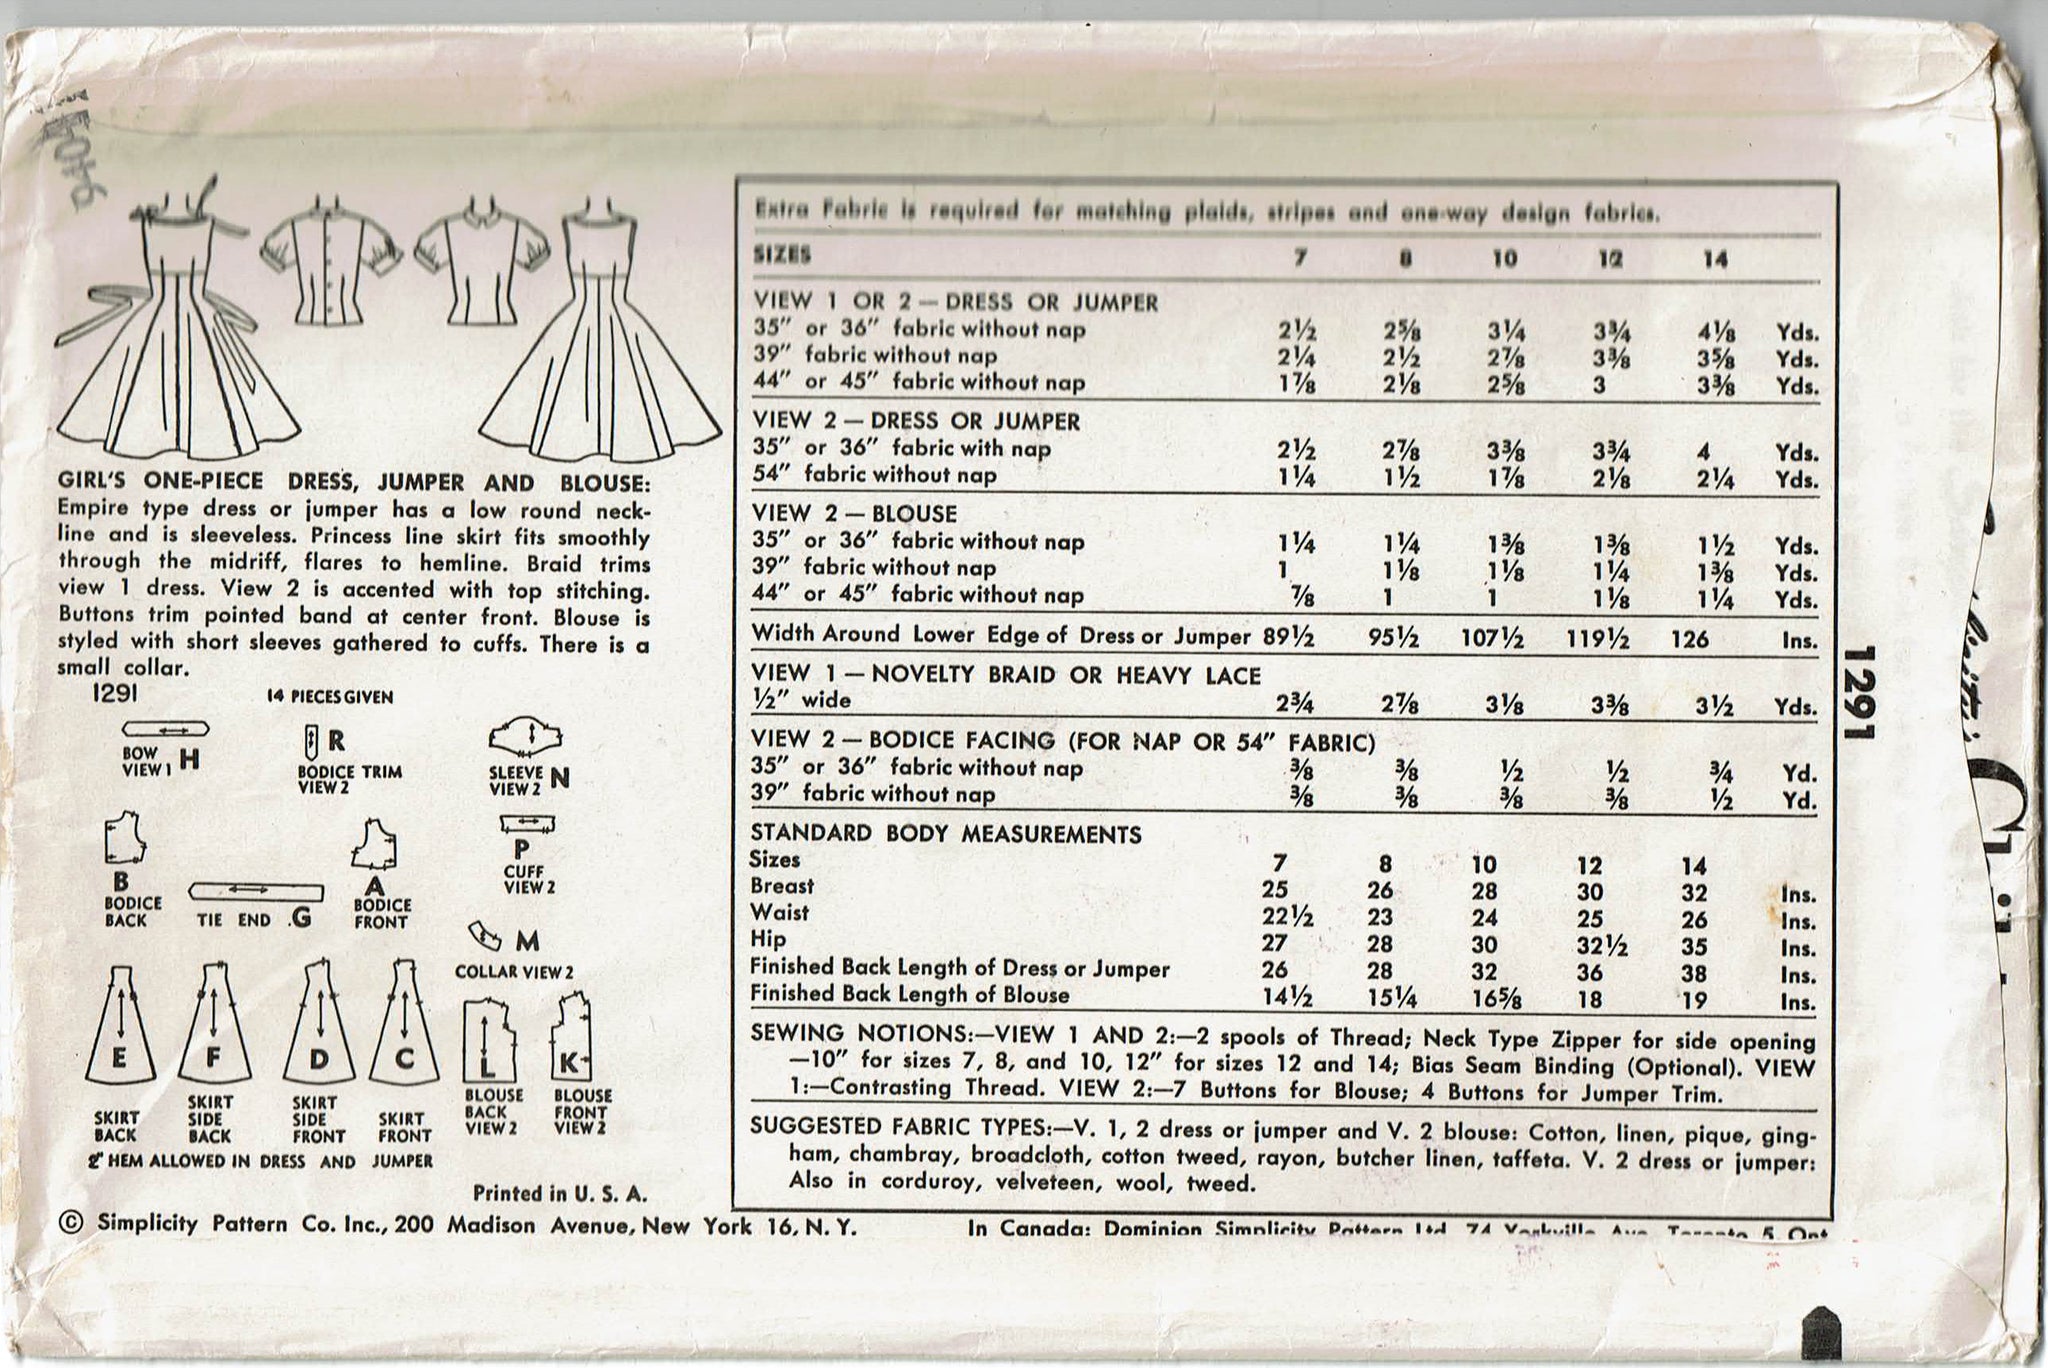 Extra Fabric is required for matching plaids, stripes and one-way design fabrics.
SIZES 7 8 10 12 14
VIEW 1 OR 2 — DRESS OR JUMPER
35" or 36" fabric without nap 2½ 2⅝ 3¼ 3¾ 4⅛ Yds.
39" fabric without nap 2¼ 2½ 2⅞ 3⅜ 3⅝ Yds.
44" or 45" fabric without nap 1⅞ 2⅛ 2⅝ 3 3⅜ Yds.
VIEW 2 — DRESS OR JUMPER
35" or 36" fabric with nap 2½ 2⅞ 3⅜ 3¾ 4 Yds.
54" fabric without nap 1¼ 1½ 1⅞ 2⅛ 2¼ Yds.
VIEW 2 — BLOUSE
35" or 36" fabric without nap 1¼ 1¼ 1⅜ 1⅜ 1½ Yds.
39" fabric without nap 1 1⅛ 1⅛ 1¼ 1⅜ Yds.
44" or 45" fabric without nap ⅞ 1 1 1⅛ 1¼ Yds.
Width Around Lower Edge of Dress or Jumper 89½ 95½ 107½ 119½ 126 Ins.
VIEW 1 — NOVELTY BRAID OR HEAVY LACE
½" wide 2¾ 2⅞ 3⅛ 3⅜ 3½ Yds.
VIEW 2 — BODICE FACING (FOR NAP OR 54" FABRIC)
35" or 36" fabric without nap ⅜ ⅜ ½ ½ ¾ Yd.
39" fabric without nap ⅜ ⅜ ⅜ ⅜ ½ Yd.
STANDARD BODY MEASUREMENTS
Sizes 7 8 10 12 14
Breast 25 26 28 30 32 Ins.
Waist 22½ 23 24 25 26 Ins.
Hip 27 28 30 32½ 35 Ins.
Finished Back Length of Dress or Jumper 26 28 32 36 38 Ins.
Finished Back Length of Blouse 14½ 15¼ 16⅝ 18 19 Ins.
SEWING NOTIONS:—VIEW 1 AND 2:—2 spools of Thread; Neck Type Zipper for side opening
—10" for sizes 7, 8, and 10, 12" for sizes 12 and 14; Bias Seam Binding (Optional). VIEW
1:—Contrasting Thread. VIEW 2:—7 Buttons for Blouse; 4 Buttons for Jumper Trim.
SUGGESTED FABRIC TYPES:—V. 1, 2 dress or jumper and V. 2 blouse: Cotton, linen, pique, ging-
ham, chambray, broadcloth, cotton tweed, rayon, butcher linen, taffeta. V. 2 dress or jumper:
Also in corduroy, velveteen, wool, tweed.
GIRL'S ONE-PIECE DRESS, JUMPER AND BLOUSE:
Empire type dress or jumper has a low round neck-
line and is sleeveless. Princess line skirt fits smoothly
through the midriff, flares to hemline. Braid trims
view 1 dress. View 2 is accented with top stitching.
Buttons trim pointed band at center front. Blouse is
styled with short sleeves gathered to cuffs. There is a
small collar.
1291 14 PIECES GIVEN
BOW
VIEW 1 H
R
BODICE TRIM
VIEW 2
SLEEVE N
VIEW 2
B
BODICE
BACK
TIE END G
A
BODICE
FRONT
P
CUFF
VIEW 2
M
COLLAR VIEW 2
E
SKIRT
BACK
F
SKIRT
SIDE
BACK
D
SKIRT
SIDE
FRONT
C
SKIRT
FRONT
L
BLOUSE
BACK
VIEW 2
K
BLOUSE
FRONT
VIEW 2
2" HEM ALLOWED IN DRESS AND JUMPER
Printed in U. S. A.
© Simplicity Pattern Co. Inc., 200 Madison Avenue, New York 16, N. Y.
In Canada: Dominion Simplicity Pattern Ltd. 74 Yorkville Ave. Toronto 5, Ont
1291